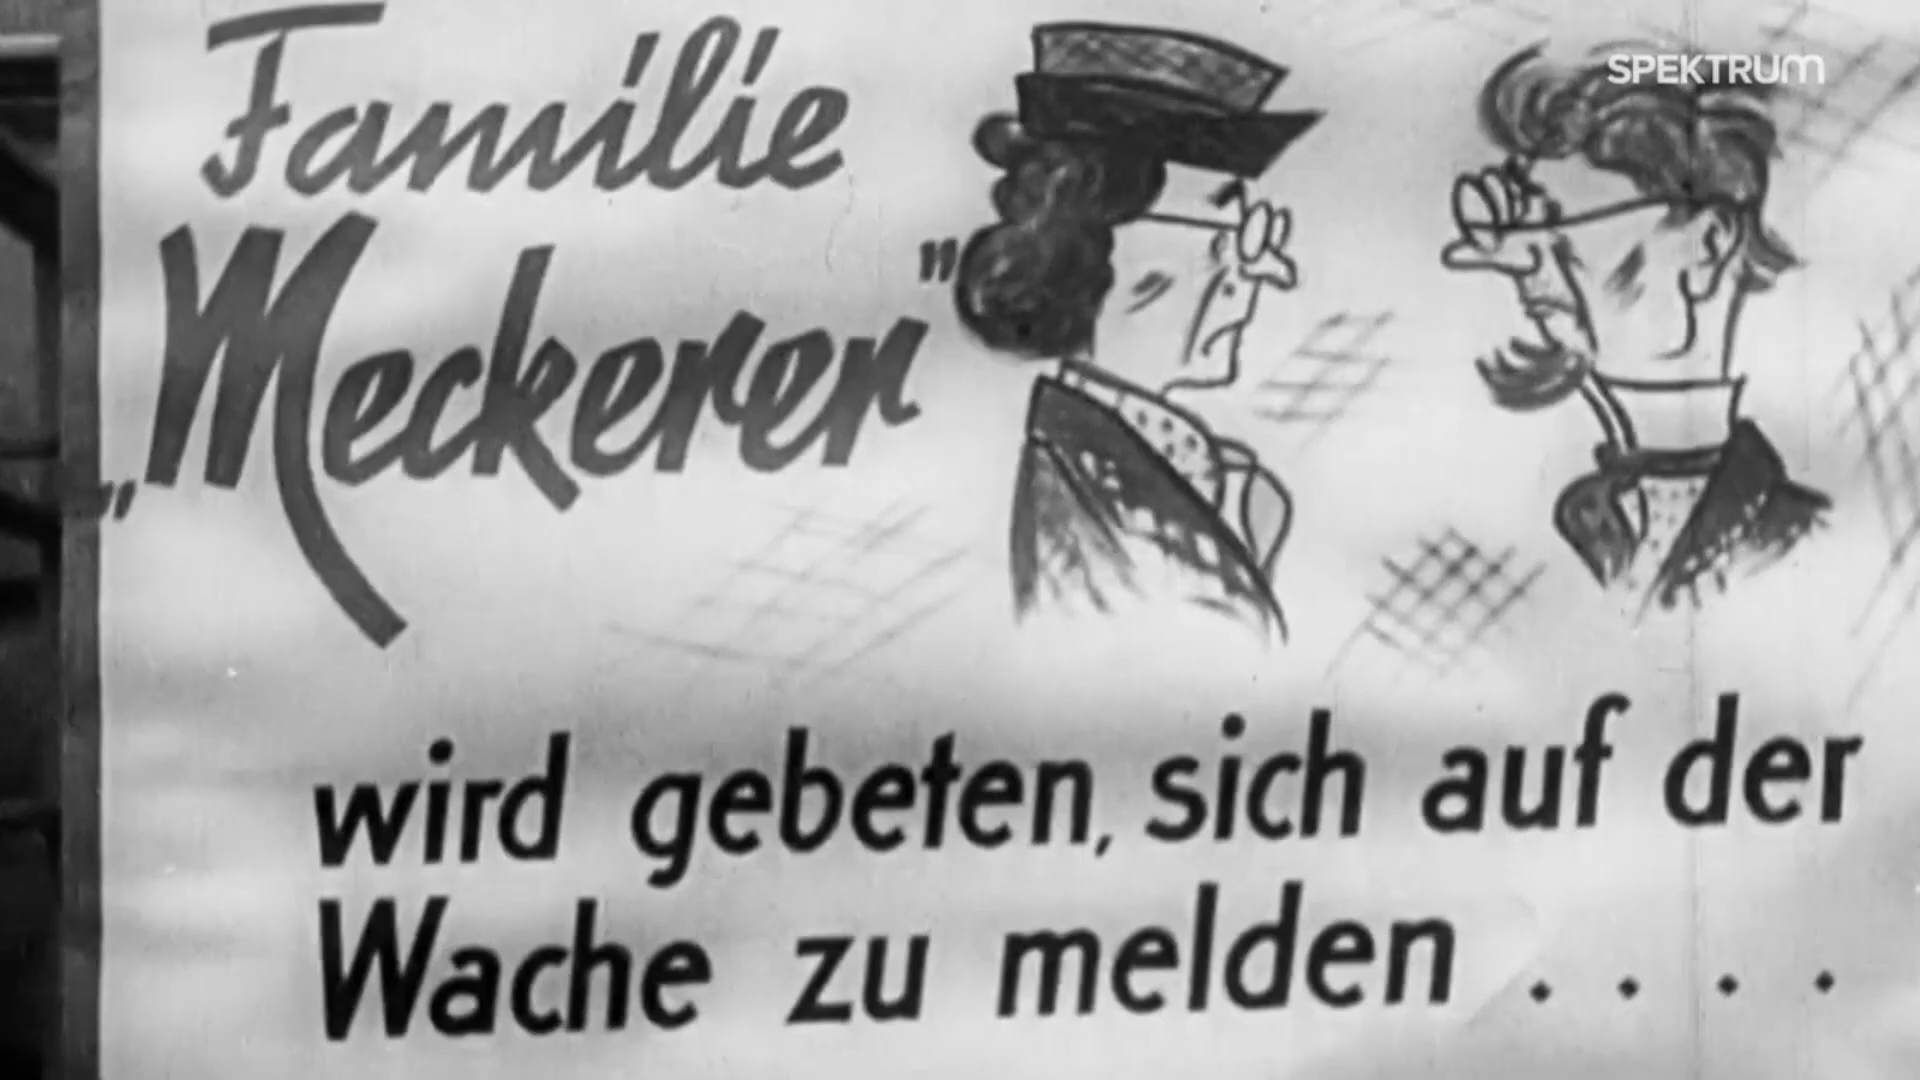 SPEKTRUM
Familie
„Meckerer"
wird gebeten, sich auf der
Wache zu melden . . . .